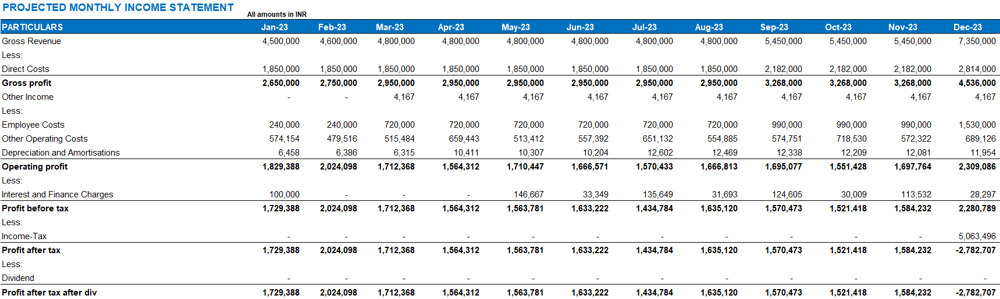 PROJECTED MONTHLY INCOME STATEMENT
All amounts in INR
PARTICULARS Jan-23 Feb-23 Mar-23 Apr-23 May-23 Jun-23 Jul-23 Aug-23 Sep-23 Oct-23 Nov-23 Dec-23
Gross Revenue 4,500,000 4,600,000 4,800,000 4,800,000 4,800,000 4,800,000 4,800,000 4,800,000 5,450,000 5,450,000 5,450,000 7,350,000
Less:
Direct Costs 1,850,000 1,850,000 1,850,000 1,850,000 1,850,000 1,850,000 1,850,000 1,850,000 2,182,000 2,182,000 2,182,000 2,814,000
Gross profit 2,650,000 2,750,000 2,950,000 2,950,000 2,950,000 2,950,000 2,950,000 2,950,000 3,268,000 3,268,000 3,268,000 4,536,000
Other Income - - 4,167 4,167 4,167 4,167 4,167 4,167 4,167 4,167 4,167 4,167
Less:
Employee Costs 240,000 240,000 720,000 720,000 720,000 720,000 720,000 720,000 990,000 990,000 990,000 1,530,000
Other Operating Costs 574,154 479,516 515,484 659,443 513,412 557,392 651,132 554,885 574,751 718,530 572,322 689,126
Depreciation and Amortisations 6,458 6,386 6,315 10,411 10,307 10,204 12,602 12,469 12,338 12,209 12,081 11,954
Operating profit 1,829,388 2,024,098 1,712,368 1,564,312 1,710,447 1,666,571 1,570,433 1,666,813 1,695,077 1,551,428 1,697,764 2,309,086
Less:
Interest and Finance Charges 100,000 - - - 146,667 33,349 135,649 31,693 124,605 30,009 113,532 28,297
Profit before tax 1,729,388 2,024,098 1,712,368 1,564,312 1,563,781 1,633,222 1,434,784 1,635,120 1,570,473 1,521,418 1,584,232 2,280,789
Less:
Income-Tax - - - - - - - - - - - 5,063,496
Profit after tax 1,729,388 2,024,098 1,712,368 1,564,312 1,563,781 1,633,222 1,434,784 1,635,120 1,570,473 1,521,418 1,584,232 -2,782,707
Less:
Dividend - - - - - - - - - - - -
Profit after tax after div 1,729,388 2,024,098 1,712,368 1,564,312 1,563,781 1,633,222 1,434,784 1,635,120 1,570,473 1,521,418 1,584,232 -2,782,707